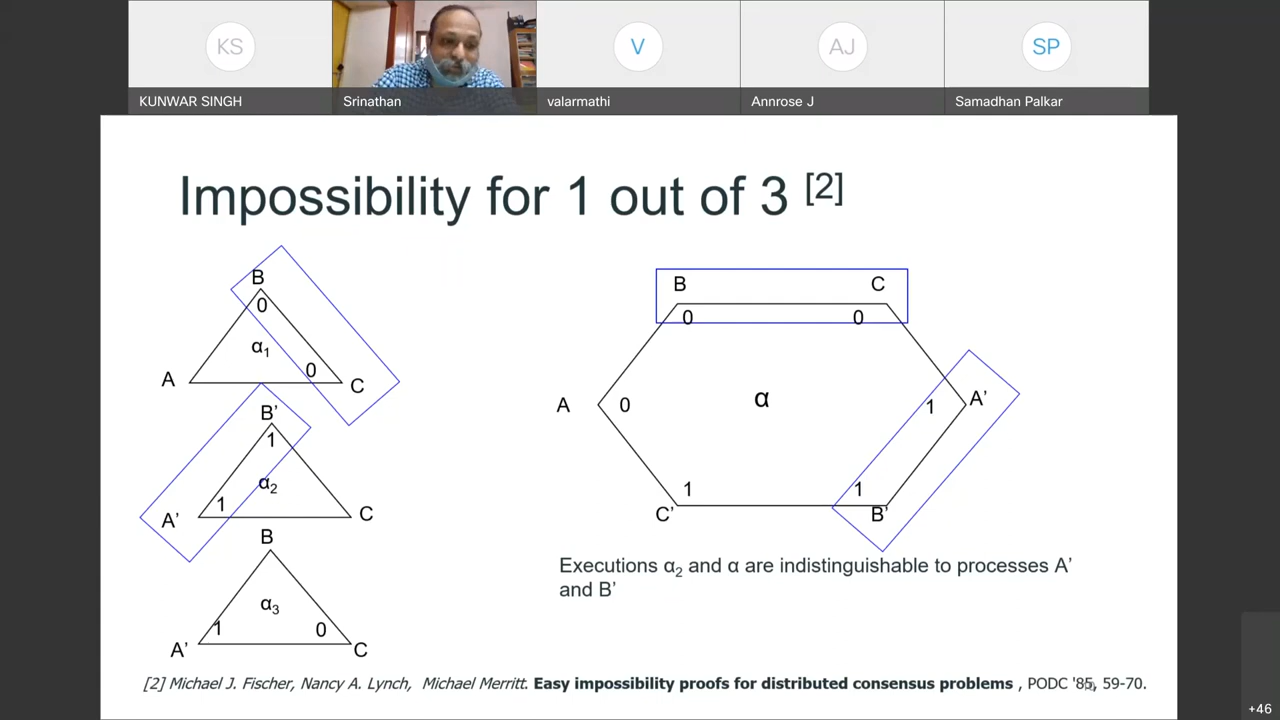 KS
V
AJ
SP
KUNWAR SINGH
Srinathan
valarmathi
Annrose J
Samadhan Palkar
Impossibility for 1 out of 3 [2]
B
0
α1
0
A
C
B'
1
α2
1
A'
C
B
α3
1
0
A'
C
B
C
0
0
A
0
α
1
A'
1
1
C'
B'
Executions α2 and α are indistinguishable to processes A'
and B'
[2] Michael J. Fischer, Nancy A. Lynch, Michael Merritt. Easy impossibility proofs for distributed consensus problems , PODC '85, 59-70.
+46